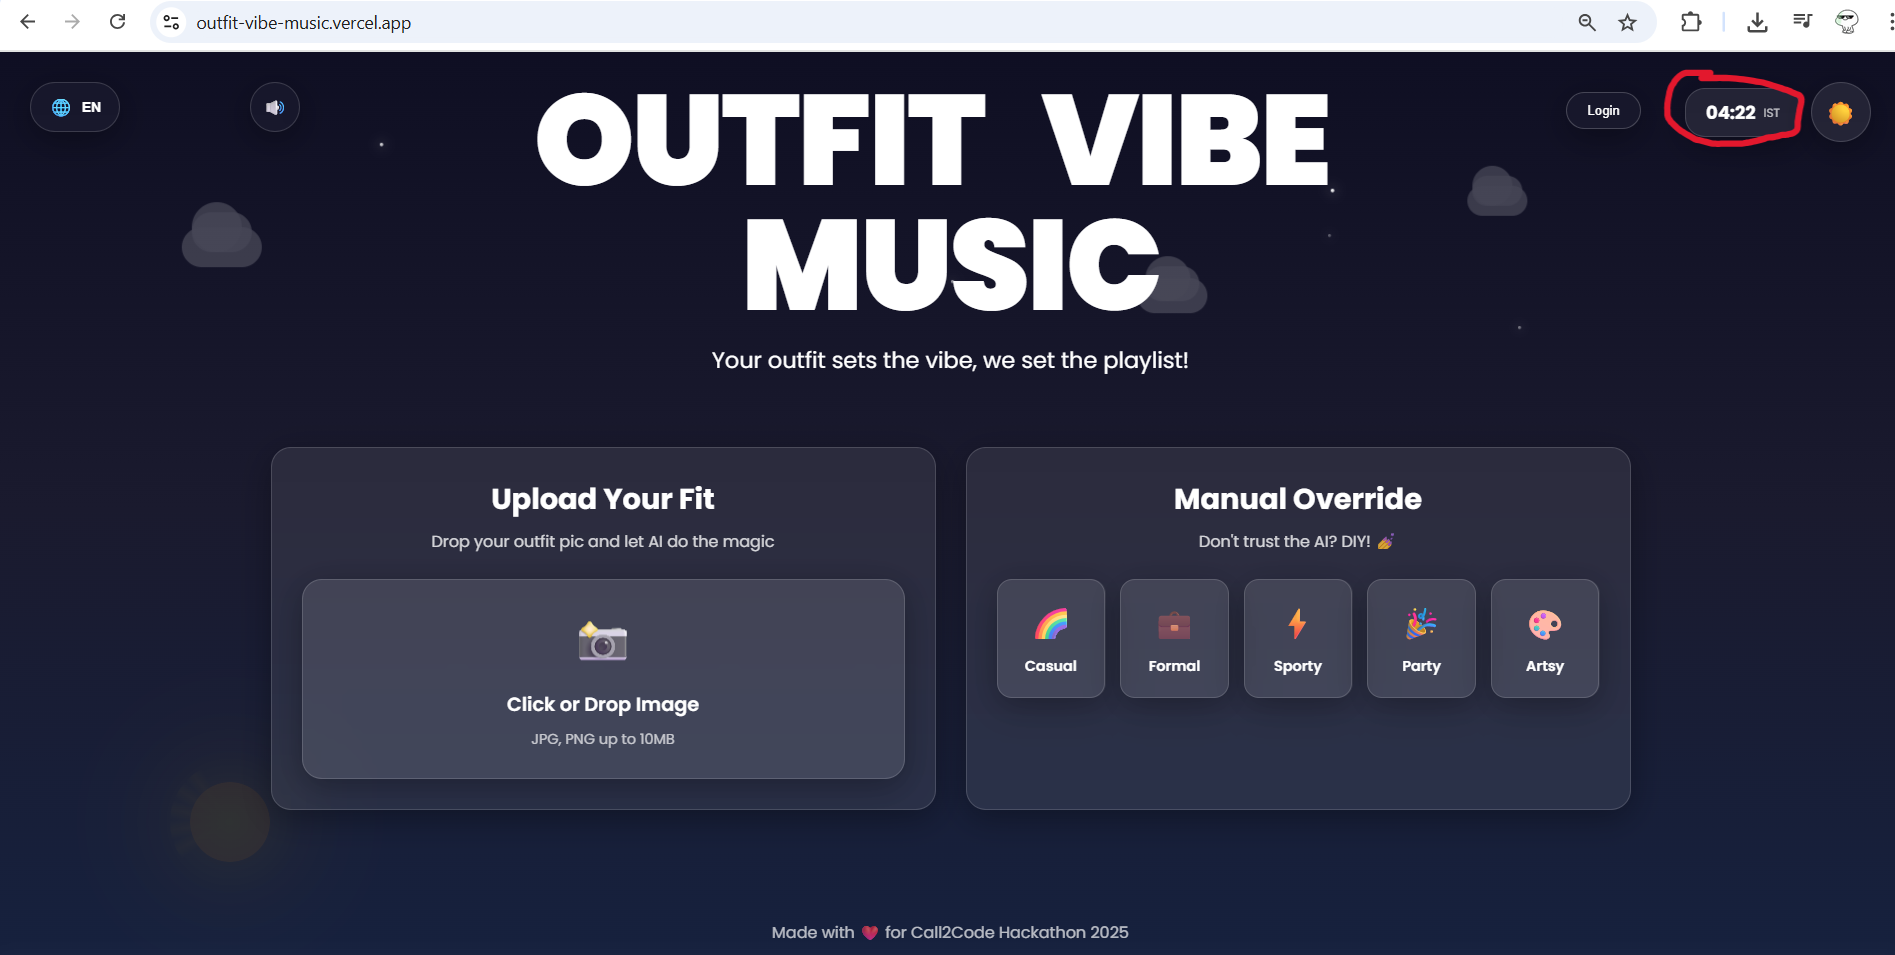 outfit-vibe-music.vercel.app
EN
Login
04:22 IST
OUTFIT VIBE
MUSIC
Your outfit sets the vibe, we set the playlist!
Upload Your Fit
Drop your outfit pic and let AI do the magic
Click or Drop Image
JPG, PNG up to 10MB
Manual Override
Don't trust the AI? DIY! 💅
Casual
Formal
Sporty
Party
Artsy
Made with ❤️ for Call2Code Hackathon 2025